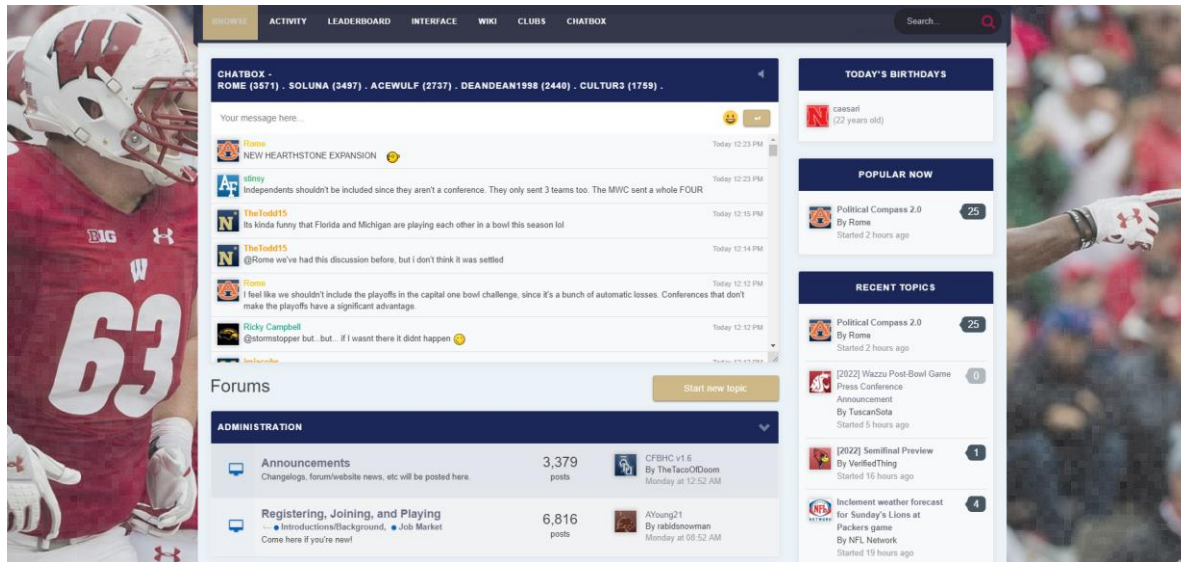 BROWSE ACTIVITY LEADERBOARD INTERFACE WIKI CLUBS CHATBOX
Search...
CHATBOX -
ROME (3571) . SOLUNA (3497) . ACEWULF (2737) . DEANDEAN1998 (2440) . CULTUR3 (1759) .
Your message here...
Rome
Today 12:23 PM
NEW HEARTHSTONE EXPANSION
stinsy
Today 12:23 PM
Independents shouldn't be included since they aren't a conference. They only sent 3 teams too. The MWC sent a whole FOUR
TheTodd15
Today 12:15 PM
Its kinda funny that Florida and Michigan are playing each other in a bowl this season lol
TheTodd15
Today 12:14 PM
@Rome we've had this discussion before, but i don't think it was settled
Rome
Today 12:12 PM
I feel like we shouldn't include the playoffs in the capital one bowl challenge, since it's a bunch of automatic losses. Conferences that don't
make the playoffs have a significant advantage.
Ricky Campbell
Today 12:12 PM
@stormstopper but...but... if I wasnt there it didnt happen
Forums
Start new topic
ADMINISTRATION
Announcements
Changelogs, forum/website news, etc will be posted here.
3,379
posts
CFBHC v1.6
By TheTacoOfDoom
Monday at 12:52 AM
Registering, Joining, and Playing
Introductions/Background, Job Market
Come here if you're new!
6,816
posts
AYoung21
By rabidsnowman
Monday at 08:52 AM
TODAY'S BIRTHDAYS
caesari
(22 years old)
POPULAR NOW
Political Compass 2.0
25
By Rome
Started 2 hours ago
RECENT TOPICS
Political Compass 2.0
25
By Rome
Started 2 hours ago
[2022] Wazzu Post-Bowl Game
0
Press Conference
Announcement
By TuscanSota
Started 5 hours ago
[2022] Semifinal Preview
1
By VerifiedThing
Started 16 hours ago
Inclement weather forecast
4
for Sunday's Lions at
Packers game
By NFL Network
Started 19 hours ago
B1G
W
63